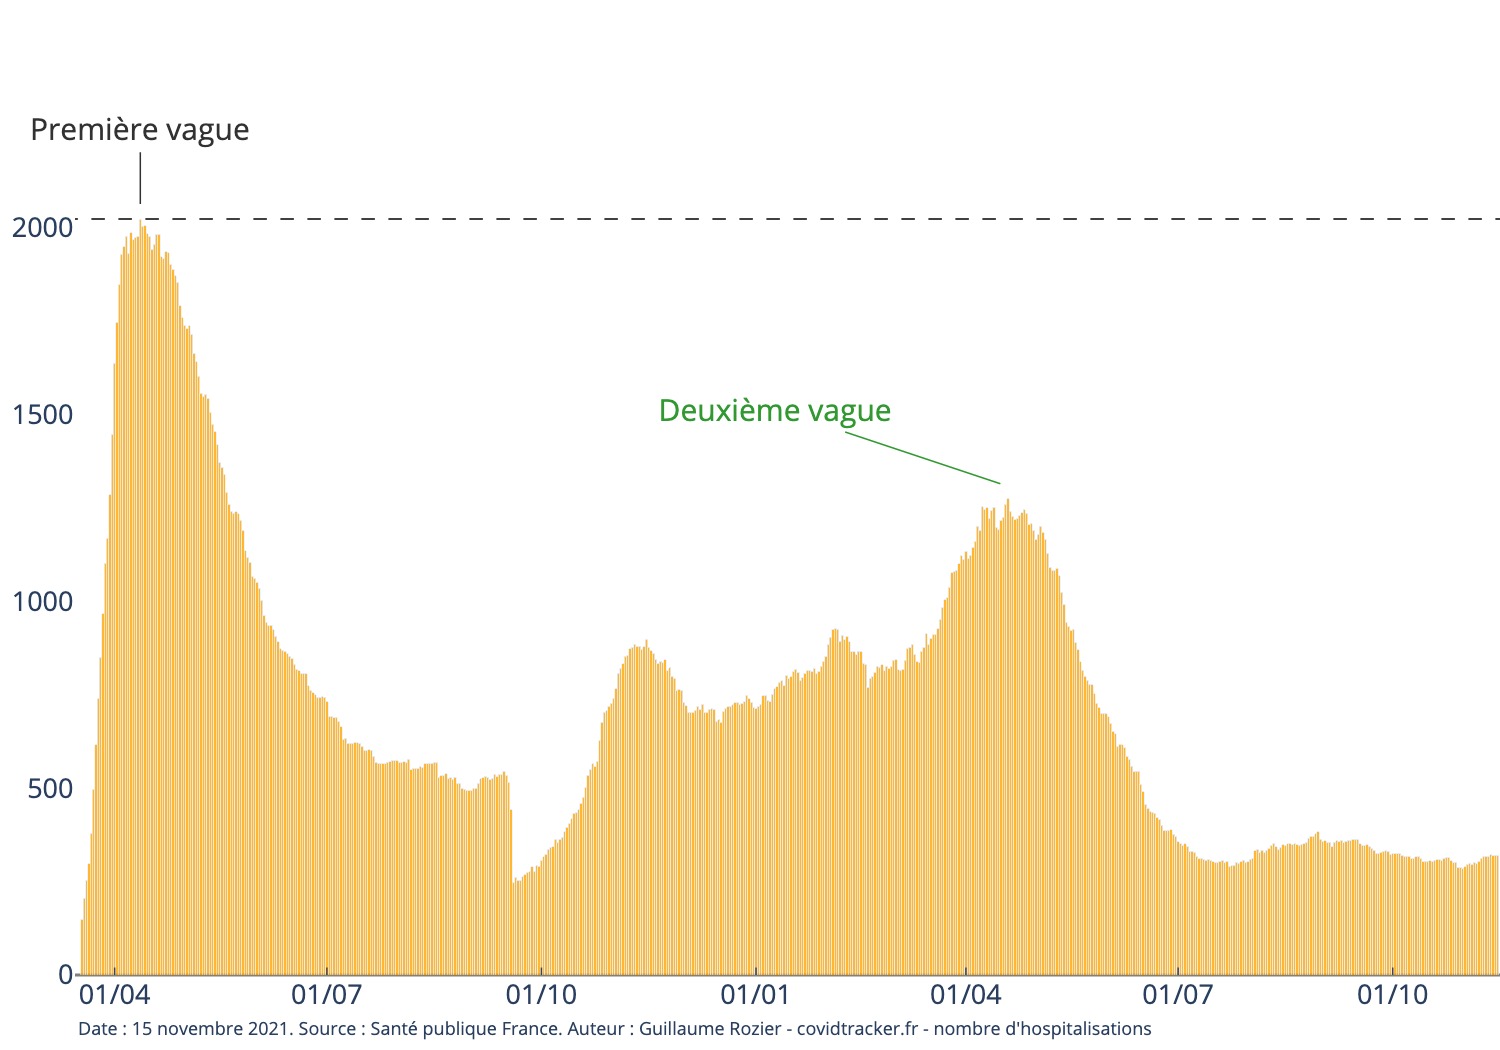 Première vague
2000
1500
Deuxième vague
1000
500
0
01/04 01/07 01/10 01/01 01/04 01/07 01/10
Date : 15 novembre 2021. Source : Santé publique France. Auteur : Guillaume Rozier - covidtracker.fr - nombre d'hospitalisations